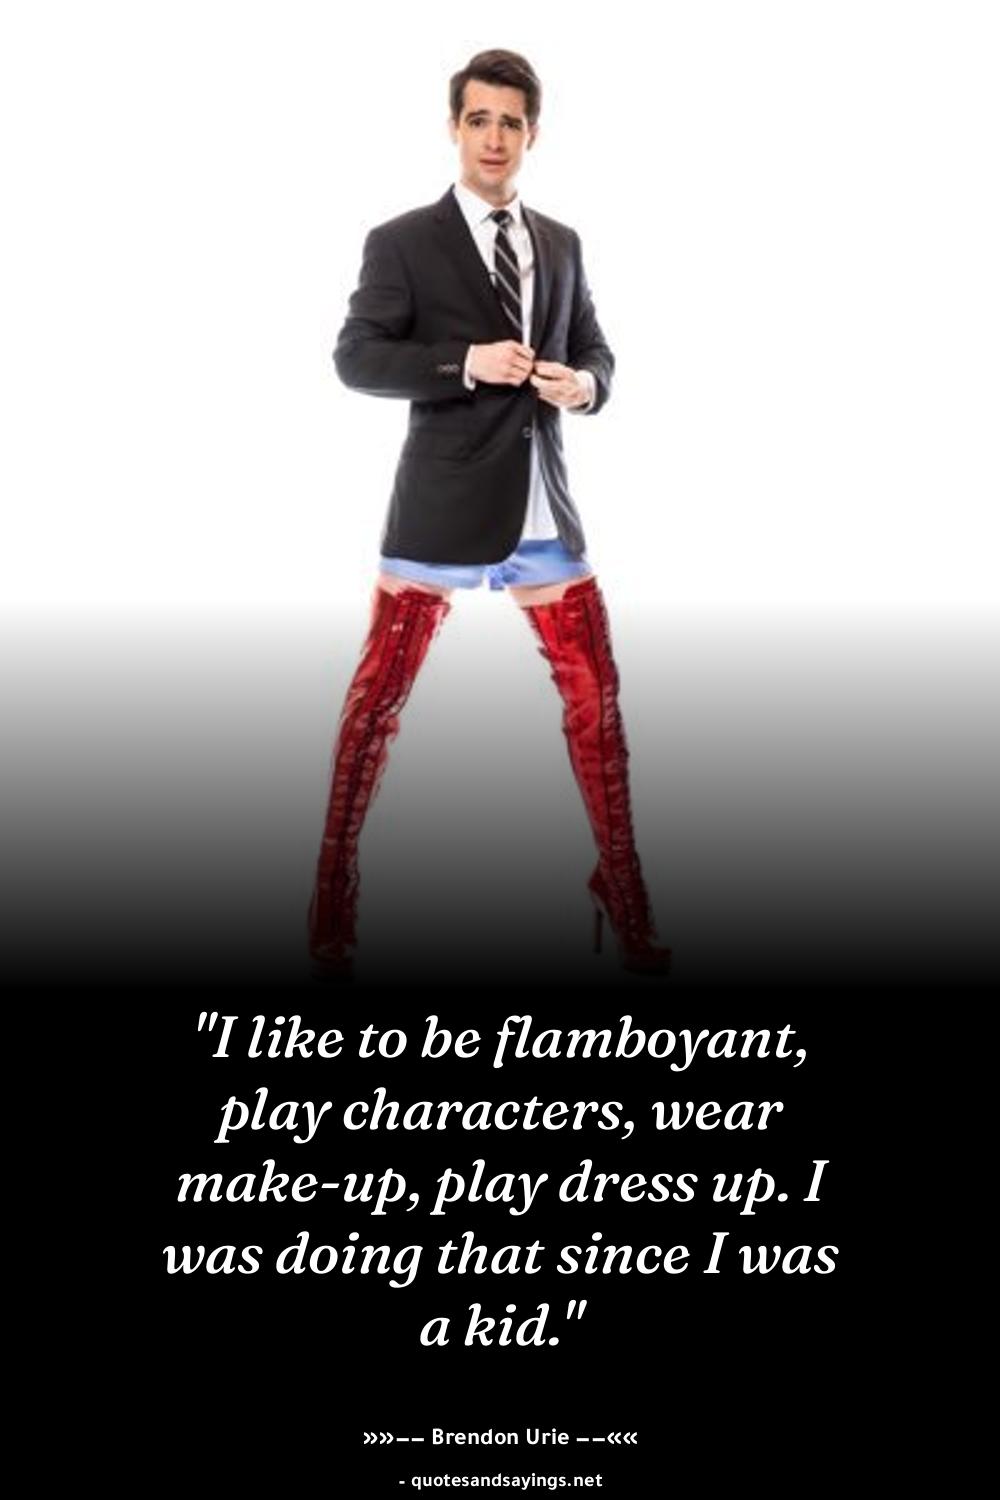 "I like to be flamboyant,
play characters, wear
make-up, play dress up. I
was doing that since I was
a kid."
»»–– Brendon Urie ––««
- quotesandsayings.net